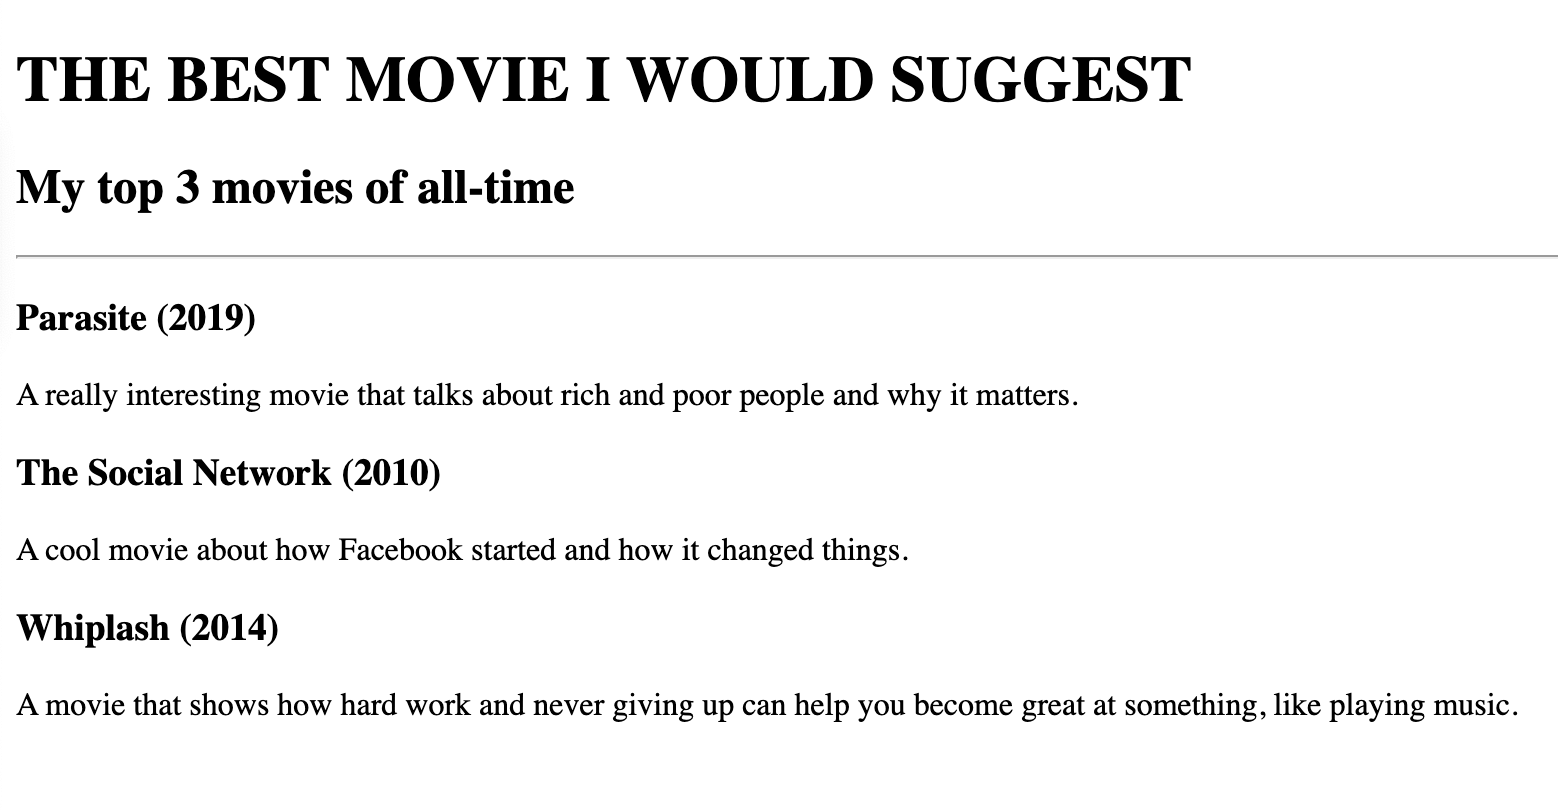 THE BEST MOVIE I WOULD SUGGEST
My top 3 movies of all-time
Parasite (2019)
A really interesting movie that talks about rich and poor people and why it matters.
The Social Network (2010)
A cool movie about how Facebook started and how it changed things.
Whiplash (2014)
A movie that shows how hard work and never giving up can help you become great at something, like playing music.